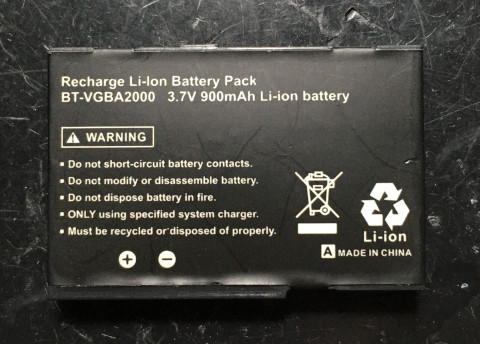 Recharge Li-Ion Battery Pack
BT-VGBA2000 3.7V 900mAh Li-ion battery
WARNING
▪ Do not short-circuit battery contacts.
▪ Do not modify or disassemble battery.
▪ Do not dispose battery in fire.
▪ ONLY using specified system charger.
▪ Must be recycled or disposed of properly.
Li-ion
+ −
A MADE IN CHINA